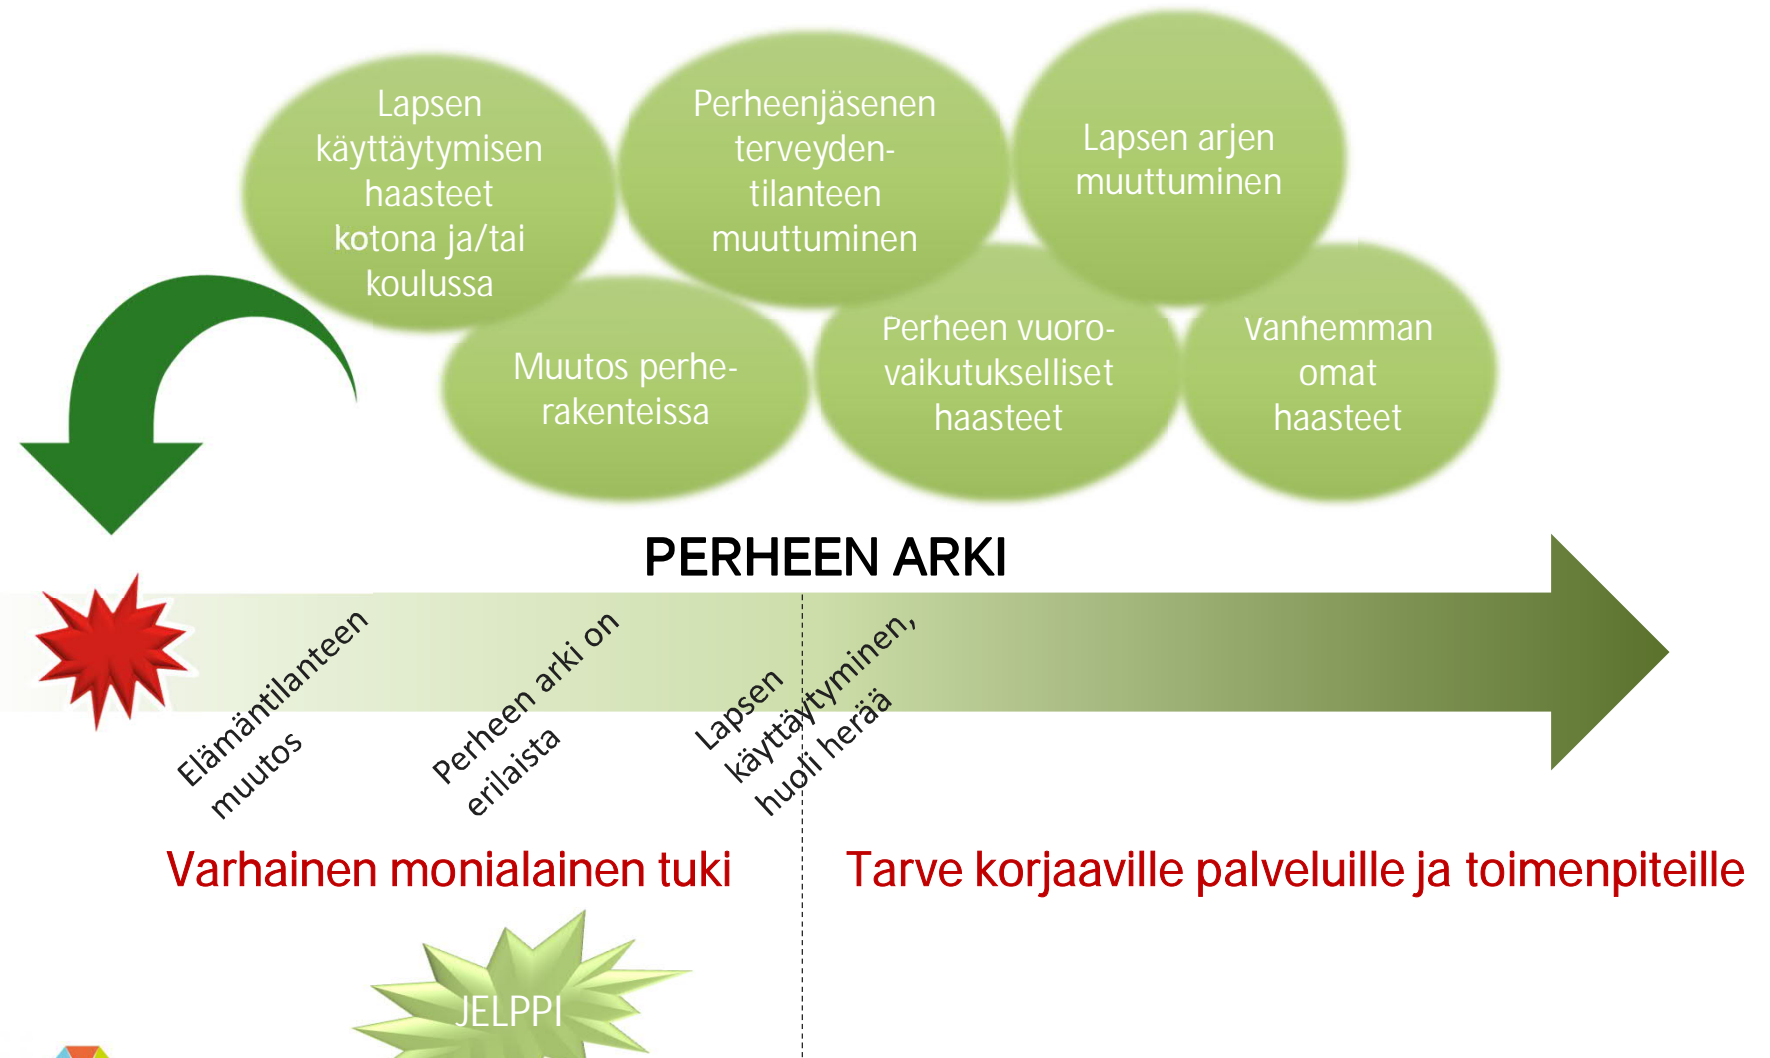 Lapsen
käyttäytymisen
haasteet
kotona ja/tai
koulussa
Perheenjäsenen
terveyden-
tilanteen
muuttuminen
Lapsen arjen
muuttuminen
Muutos perhe-
rakenteissa
Perheen vuoro-
vaikutukselliset
haasteet
Vanhemman
omat
haasteet
PERHEEN ARKI
Elämäntilanteen
muutos
Perheen arki on
erilaista
Lapsen
käyttäytyminen,
huoli herää
Varhainen monialainen tuki
Tarve korjaaville palveluille ja toimenpiteille
JELPPI